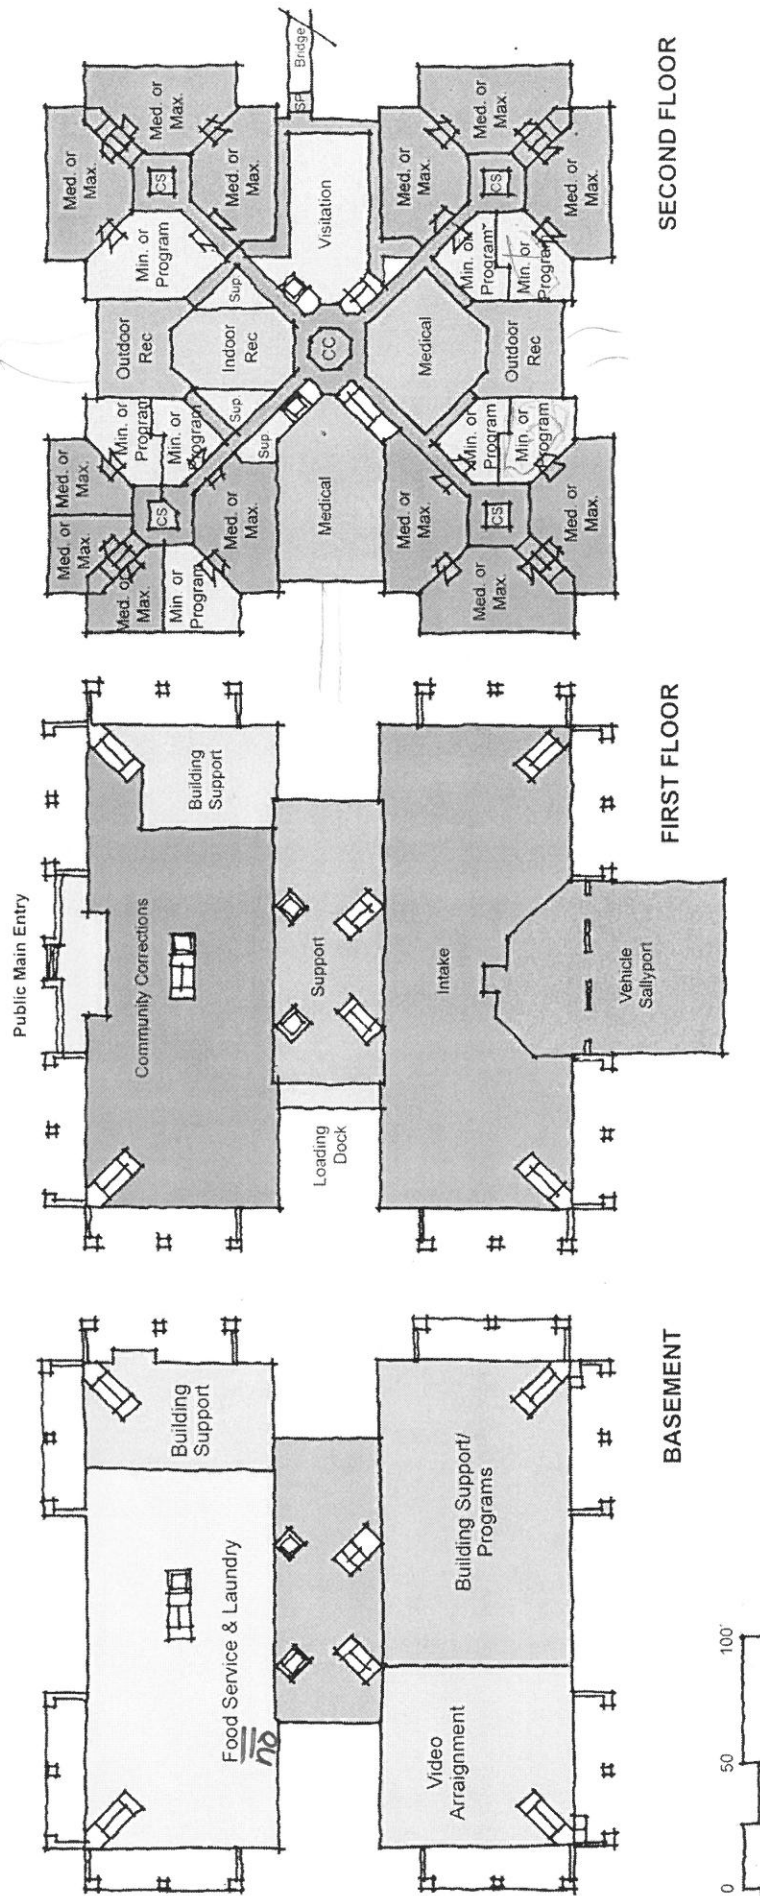 Food Service & Laundry
no
Building
Support
Video
Arraignment
Building Support/
Programs
BASEMENT
0
50
100'
Public Main Entry
Community Corrections
Building
Support
Loading
Dock
Support
Intake
Vehicle
Sallyport
FIRST FLOOR
Med. or
Max.
Med. or
Max.
Med. or
Max.
Min. or
Program
CS
Min. or
Program
Min. or
Program
Med. or
Max.
Outdoor
Rec
Indoor
Rec
Sup.
Sup.
Sup.
Med. or
Max.
Med. or
Max.
Min. or
Program
CS
Med. or
Max.
Bridge
SP
Medical
CC
Visitation
Medical
Med. or
Max.
Med. or
Max.
CS
Min. or
Program
Min. or
Program
Med. or
Max.
Outdoor
Rec
Med. or
Max.
Med. or
Max.
Min. or
Program
Min. or
Program
CS
Med. or
Max.
SECOND FLOOR